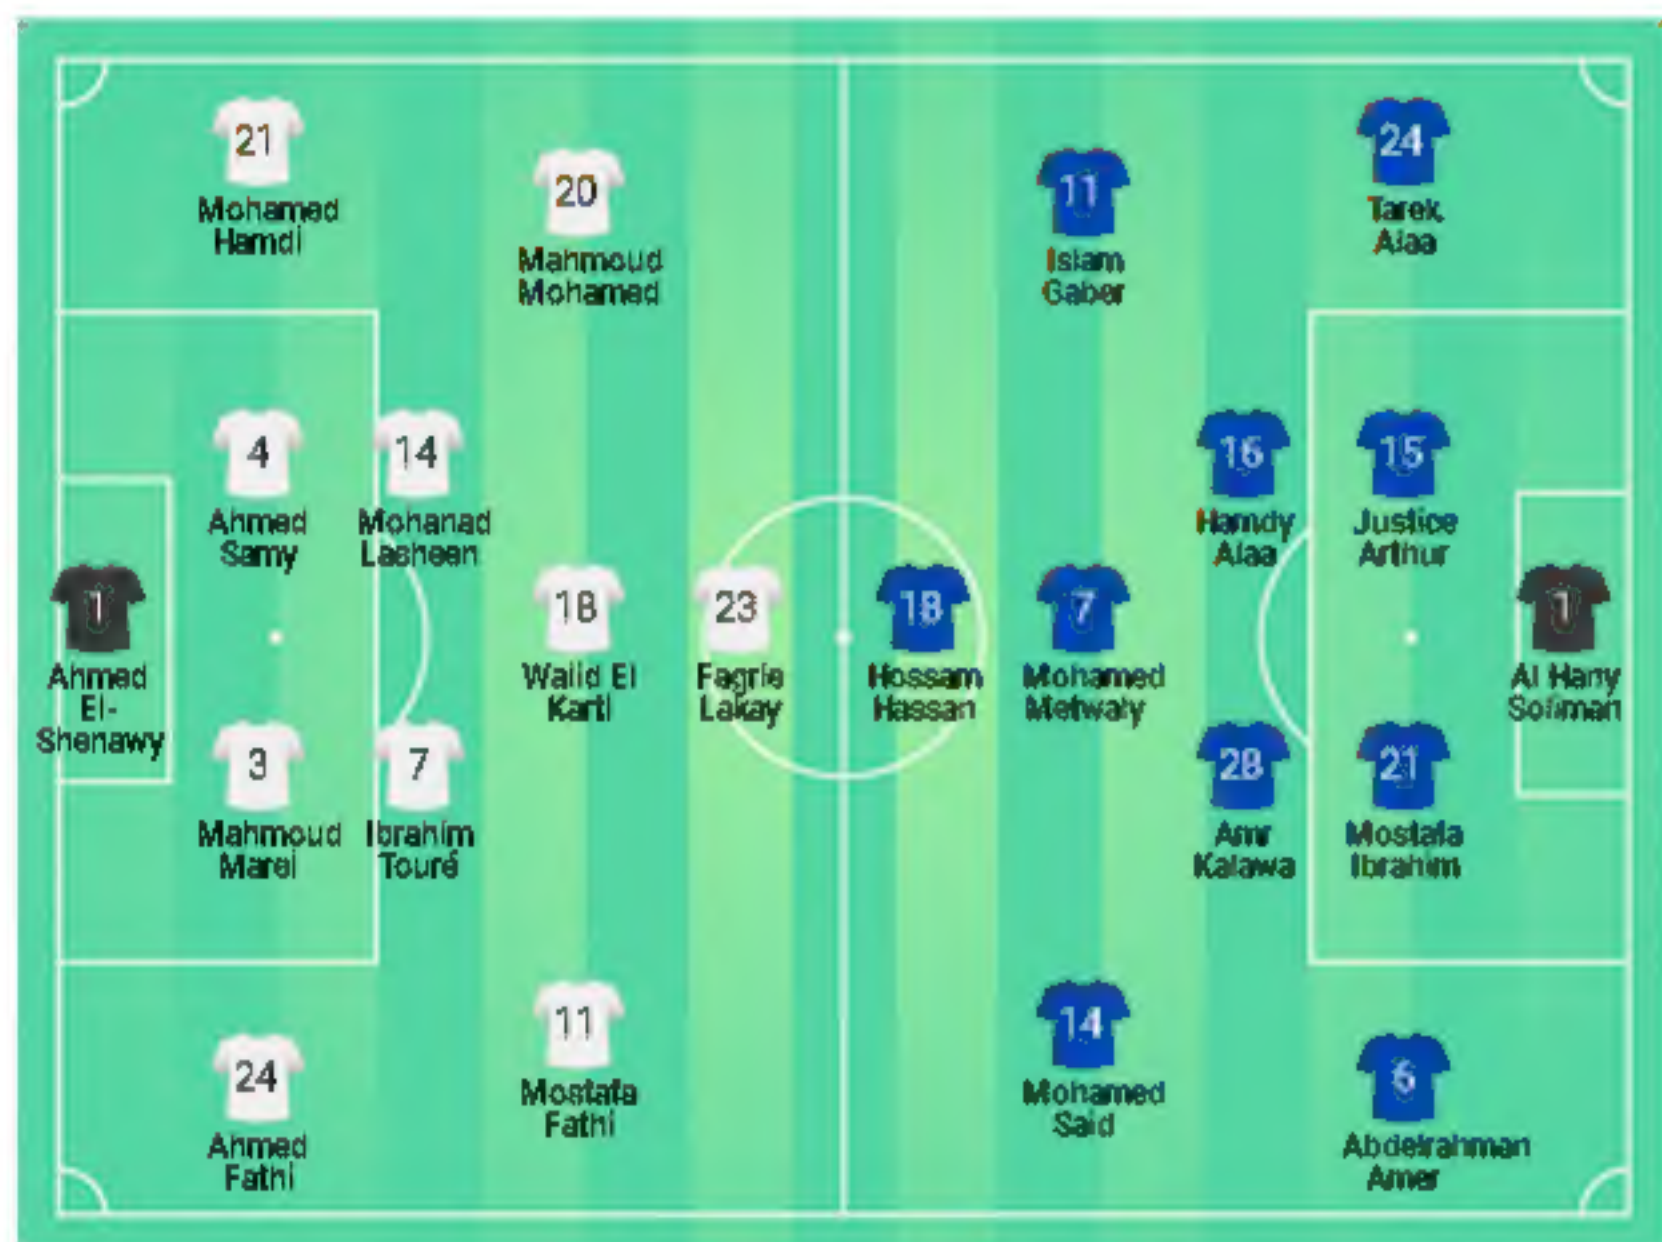 21
Mohamed
Hamdi
20
Mahmoud
Mohamed
11
Islam
Gaber
24
Tarek
Alaa
4
Ahmed
Samy
14
Mohanad
Lasheen
16
Hamdy
Alaa
15
Justice
Arthur
1
Ahmed
El-
Shenawy
18
Walid El
Karti
23
Fagrie
Lakay
18
Hossam
Hassan
7
Mohamed
Metwaly
1
Al Hany
Soliman
3
Mahmoud
Marei
7
Ibrahim
Touré
28
Amr
Kalawa
21
Mostafa
Ibrahim
24
Ahmed
Fathi
11
Mostafa
Fathi
14
Mohamed
Said
6
Abdelrahman
Amer